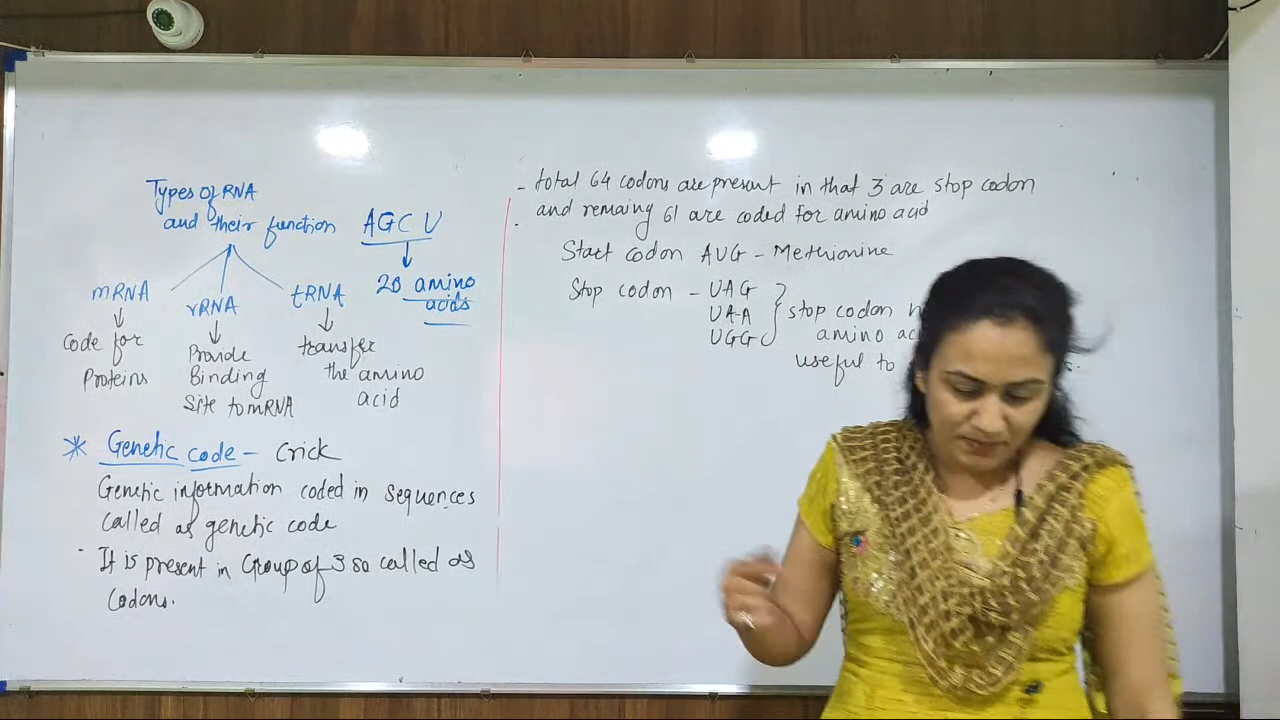 Types of RNA
and their function
AGCU
20 amino
acids
mRNA
rRNA
tRNA
Code for
Proteins
Provide
Binding
Site to mRNA
transfer
the amino
acid
* Genetic code - Crick
Genetic information coded in sequences
called as genetic code
- It is present in Group of 3 so called as
Codons.
- total 64 codons are present in that 3 are stop codon
and remaing 61 are coded for amino acid
Start codon AUG - Methionine
Stop codon - UAG
UAA
UGG
stop codon
amino
useful to